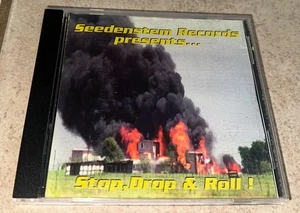 Seedenstem Records
presents...
Stop, Drop & Roll !